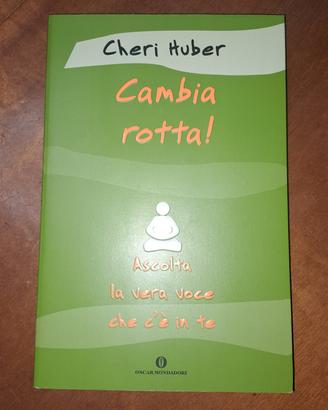 Cheri Huber
Cambia
rotta!
Ascolta
la vera voce
che c'è in te
OSCAR MONDADORI